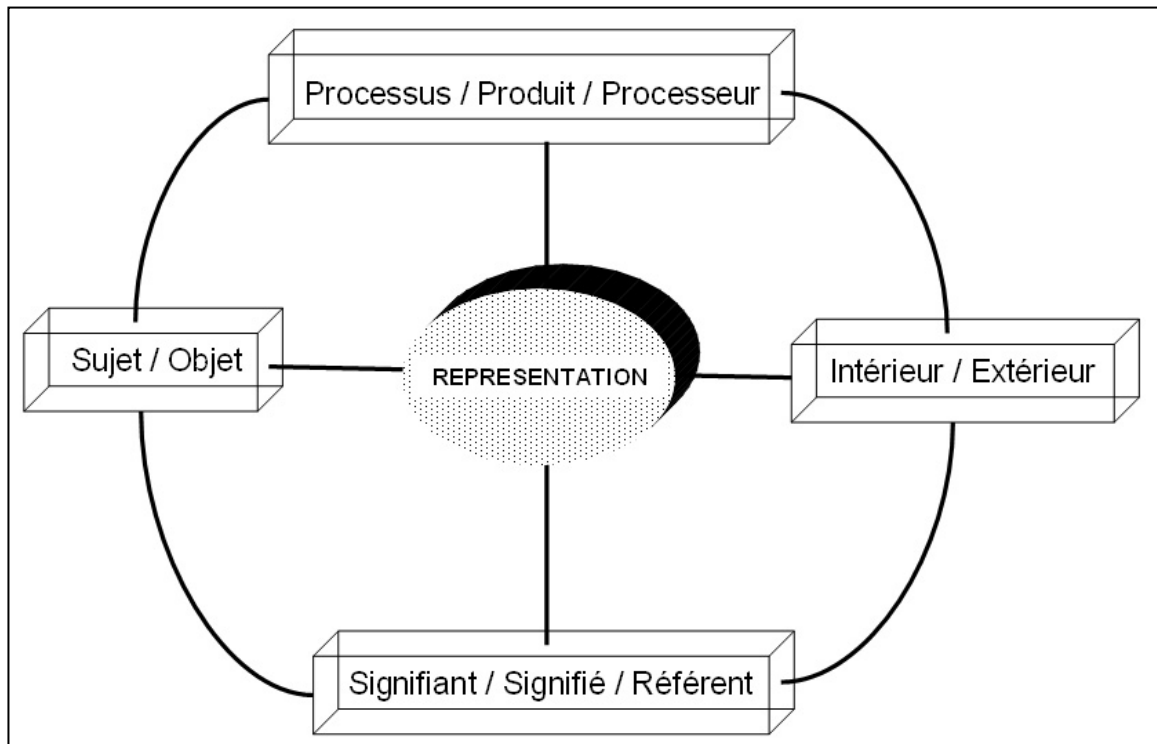 Processus / Produit / Processeur
Sujet / Objet
REPRESENTATION
Intérieur / Extérieur
Signifiant / Signifié / Référent